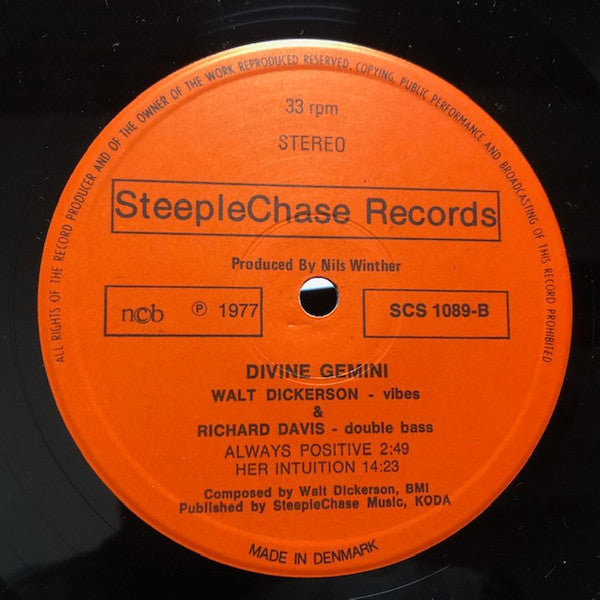 ALL RIGHTS OF THE RECORD PRODUCER AND OF THE OWNER OF THE WORK REPRODUCED RESERVED. COPYING, PUBLIC PERFORMANCE AND BROADCASTING OF THIS RECORD PROHIBITED
33 rpm
STEREO
SteepleChase Records
Produced By Nils Winther
ncb ℗ 1977
SCS 1089-B
DIVINE GEMINI
WALT DICKERSON - vibes
&
RICHARD DAVIS - double bass
ALWAYS POSITIVE 2:49
HER INTUITION 14:23
Composed by Walt Dickerson, BMI
Published by SteepleChase Music, KODA
MADE IN DENMARK